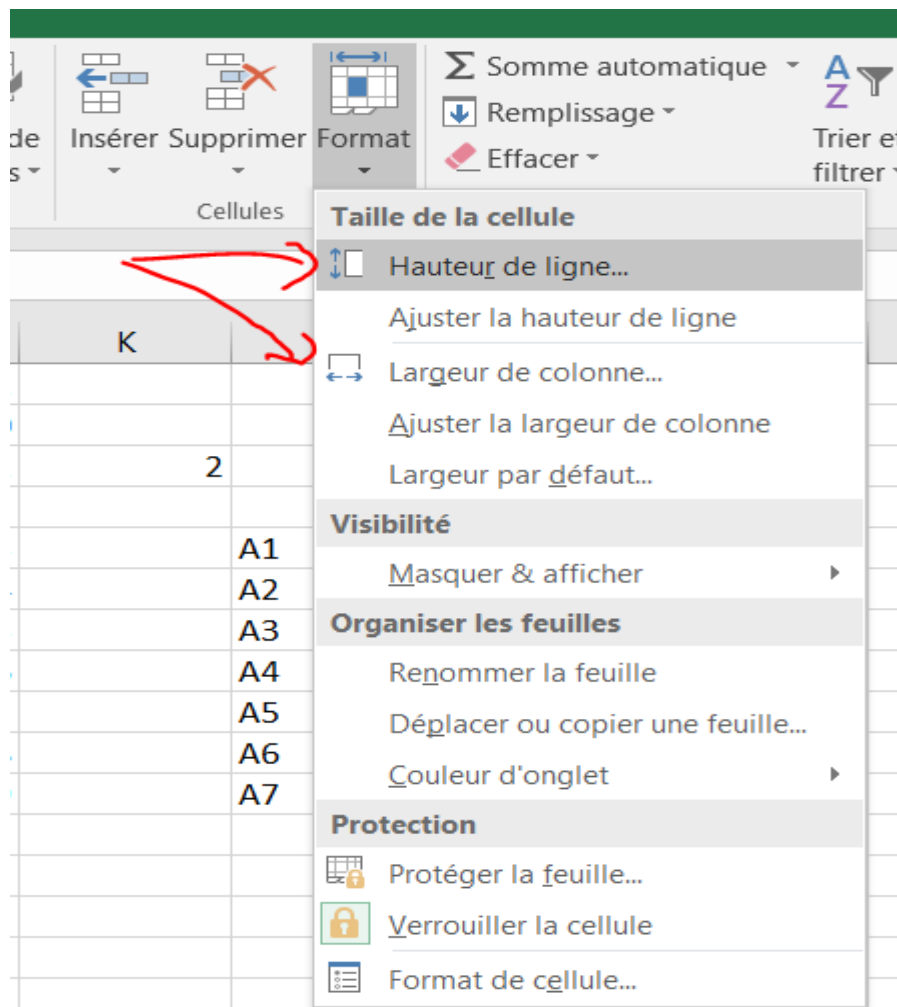 de
s
Insérer
Supprimer
Format
Cellules
Σ Somme automatique
Remplissage
Effacer
A
Z
Trier et
filtrer
Taille de la cellule
Hauteur de ligne...
Ajuster la hauteur de ligne
Largeur de colonne...
Ajuster la largeur de colonne
Largeur par défaut...
Visibilité
Masquer & afficher
Organiser les feuilles
Renommer la feuille
Déplacer ou copier une feuille...
Couleur d'onglet
Protection
Protéger la feuille...
Verrouiller la cellule
Format de cellule...
K
2
A1
A2
A3
A4
A5
A6
A7